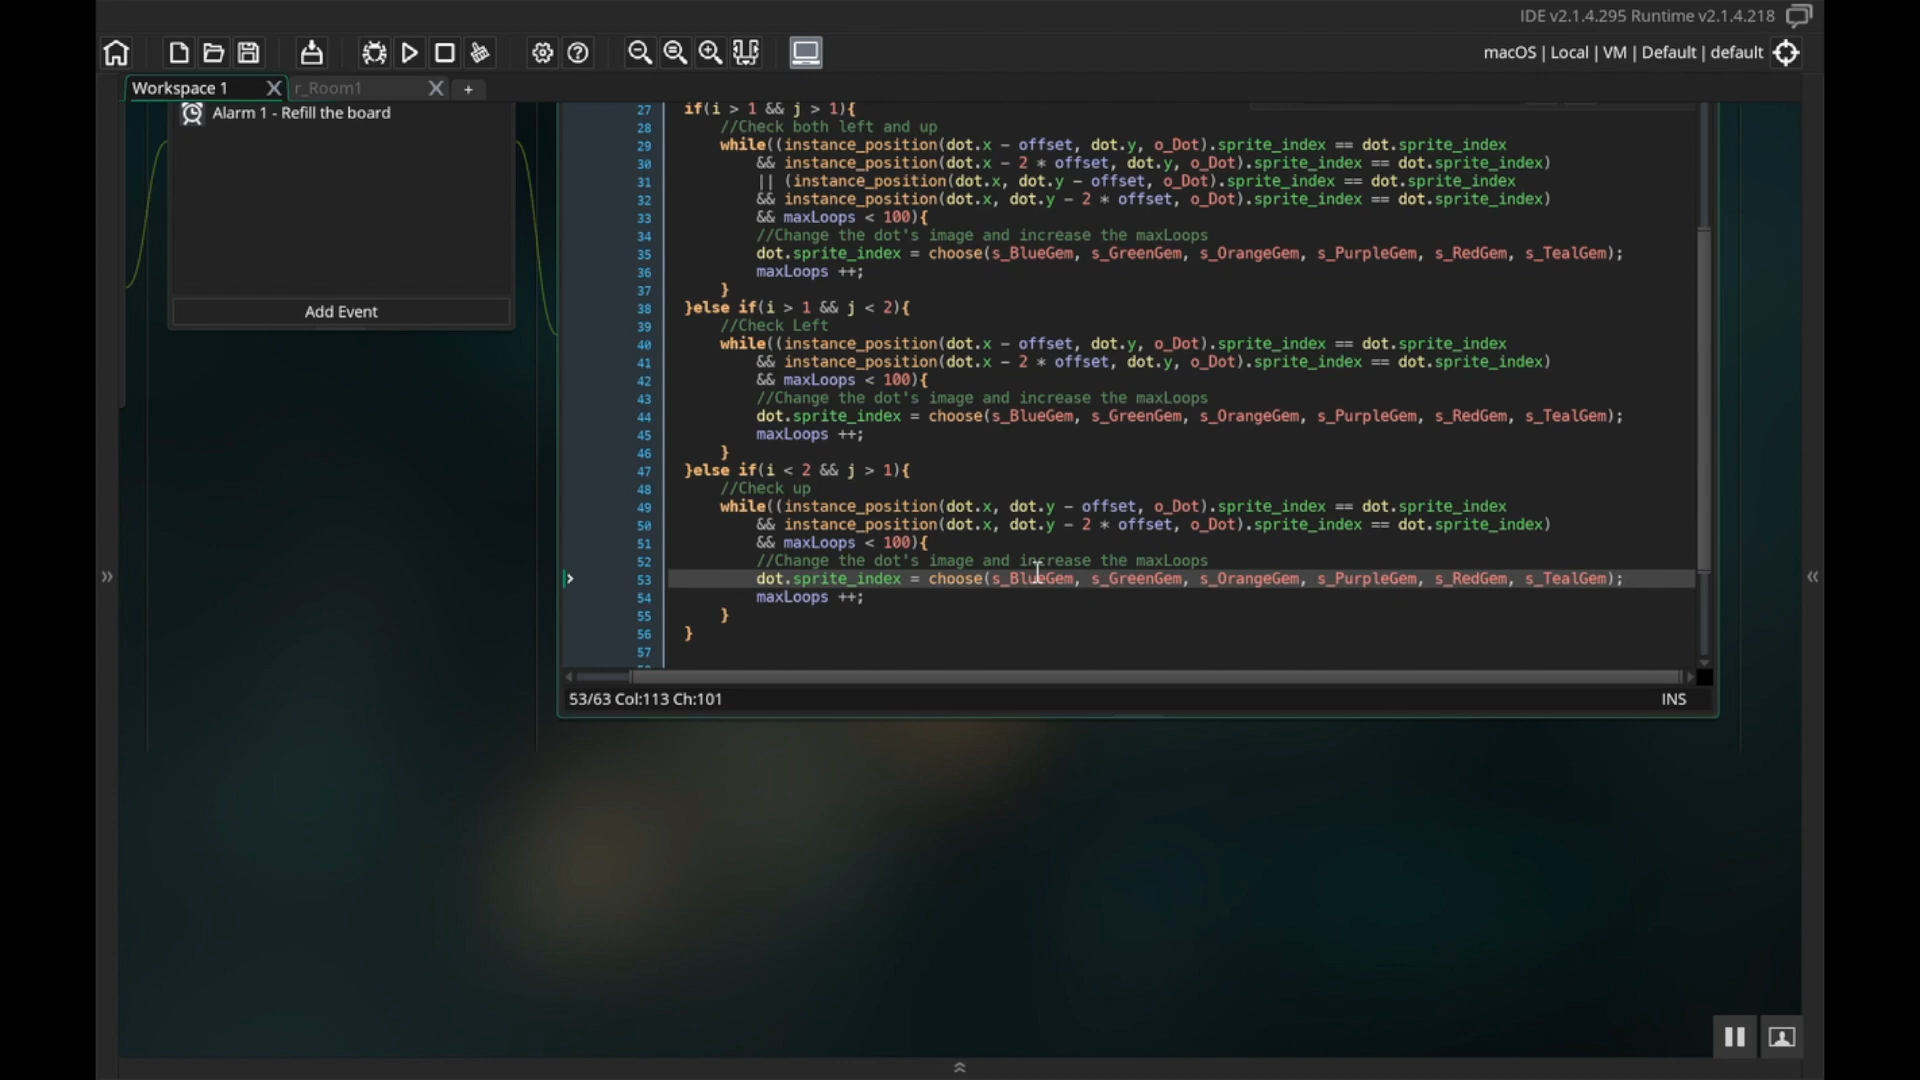 IDE v2.1.4.295 Runtime v2.1.4.218
macOS | Local | VM | Default | default
Workspace 1
r_Room1
Alarm 1 - Refill the board
Add Event
27 if(i > 1 && j > 1){
28 //Check both left and up
29 while((instance_position(dot.x - offset, dot.y, o_Dot).sprite_index == dot.sprite_index
30 && instance_position(dot.x - 2 * offset, dot.y, o_Dot).sprite_index == dot.sprite_index)
31 || (instance_position(dot.x, dot.y - offset, o_Dot).sprite_index == dot.sprite_index
32 && instance_position(dot.x, dot.y - 2 * offset, o_Dot).sprite_index == dot.sprite_index)
33 && maxLoops < 100){
34 //Change the dot's image and increase the maxLoops
35 dot.sprite_index = choose(s_BlueGem, s_GreenGem, s_OrangeGem, s_PurpleGem, s_RedGem, s_TealGem);
36 maxLoops ++;
37 }
38 }else if(i > 1 && j < 2){
39 //Check Left
40 while((instance_position(dot.x - offset, dot.y, o_Dot).sprite_index == dot.sprite_index
41 && instance_position(dot.x - 2 * offset, dot.y, o_Dot).sprite_index == dot.sprite_index)
42 && maxLoops < 100){
43 //Change the dot's image and increase the maxLoops
44 dot.sprite_index = choose(s_BlueGem, s_GreenGem, s_OrangeGem, s_PurpleGem, s_RedGem, s_TealGem);
45 maxLoops ++;
46 }
47 }else if(i < 2 && j > 1){
48 //Check up
49 while((instance_position(dot.x, dot.y - offset, o_Dot).sprite_index == dot.sprite_index
50 && instance_position(dot.x, dot.y - 2 * offset, o_Dot).sprite_index == dot.sprite_index)
51 && maxLoops < 100){
52 //Change the dot's image and increase the maxLoops
53 dot.sprite_index = choose(s_BlueGem, s_GreenGem, s_OrangeGem, s_PurpleGem, s_RedGem, s_TealGem);
54 maxLoops ++;
55 }
56 }
57
53/63 Col:113 Ch:101
INS